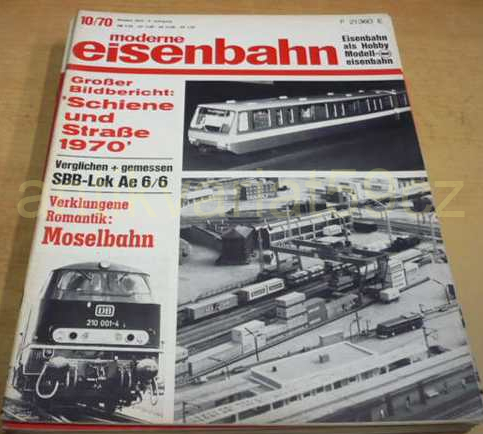 10/70
P 21360 E
moderne
eisenbahn
Eisenbahn
als Hobby
Modell-
eisenbahn
Großer
Bildbericht:
'Schiene
und
Straße
1970'
Verglichen + gemessen
SBB-Lok Ae 6/6
Verklungene
Romantik:
Moselbahn
DB
210 001-4